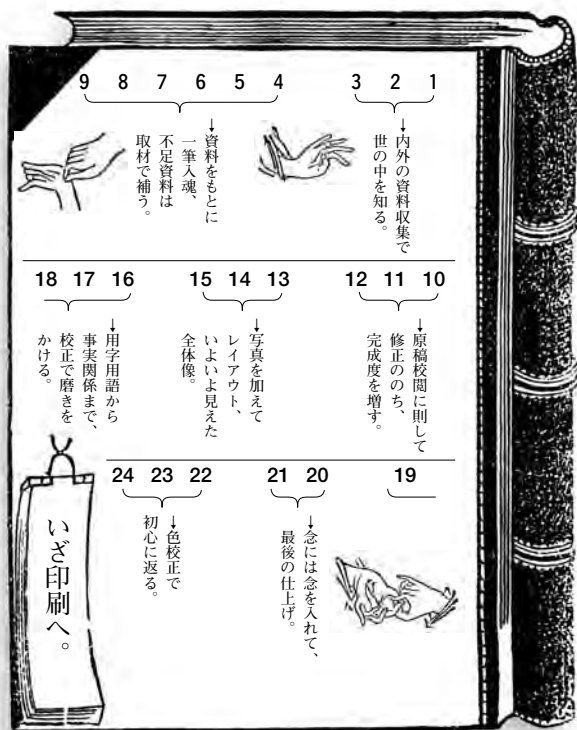 1 2 3
→内外の資料収集で
世の中を知る。
4 5 6 7 8 9
→資料をもとに
一筆入魂、
不足資料は
取材で補う。
10 11 12
→原稿校閲に則して
修正ののち、
完成度を増す。
13 14 15
→写真を加えて
レイアウト、
いよいよ見えた
全体像。
16 17 18
→用字用語から
事実関係まで、
校正で磨きを
かける。
19
20 21
→念には念を入れて、
最後の仕上げ。
22 23 24
→色校正で
初心に返る。
いざ印刷へ。